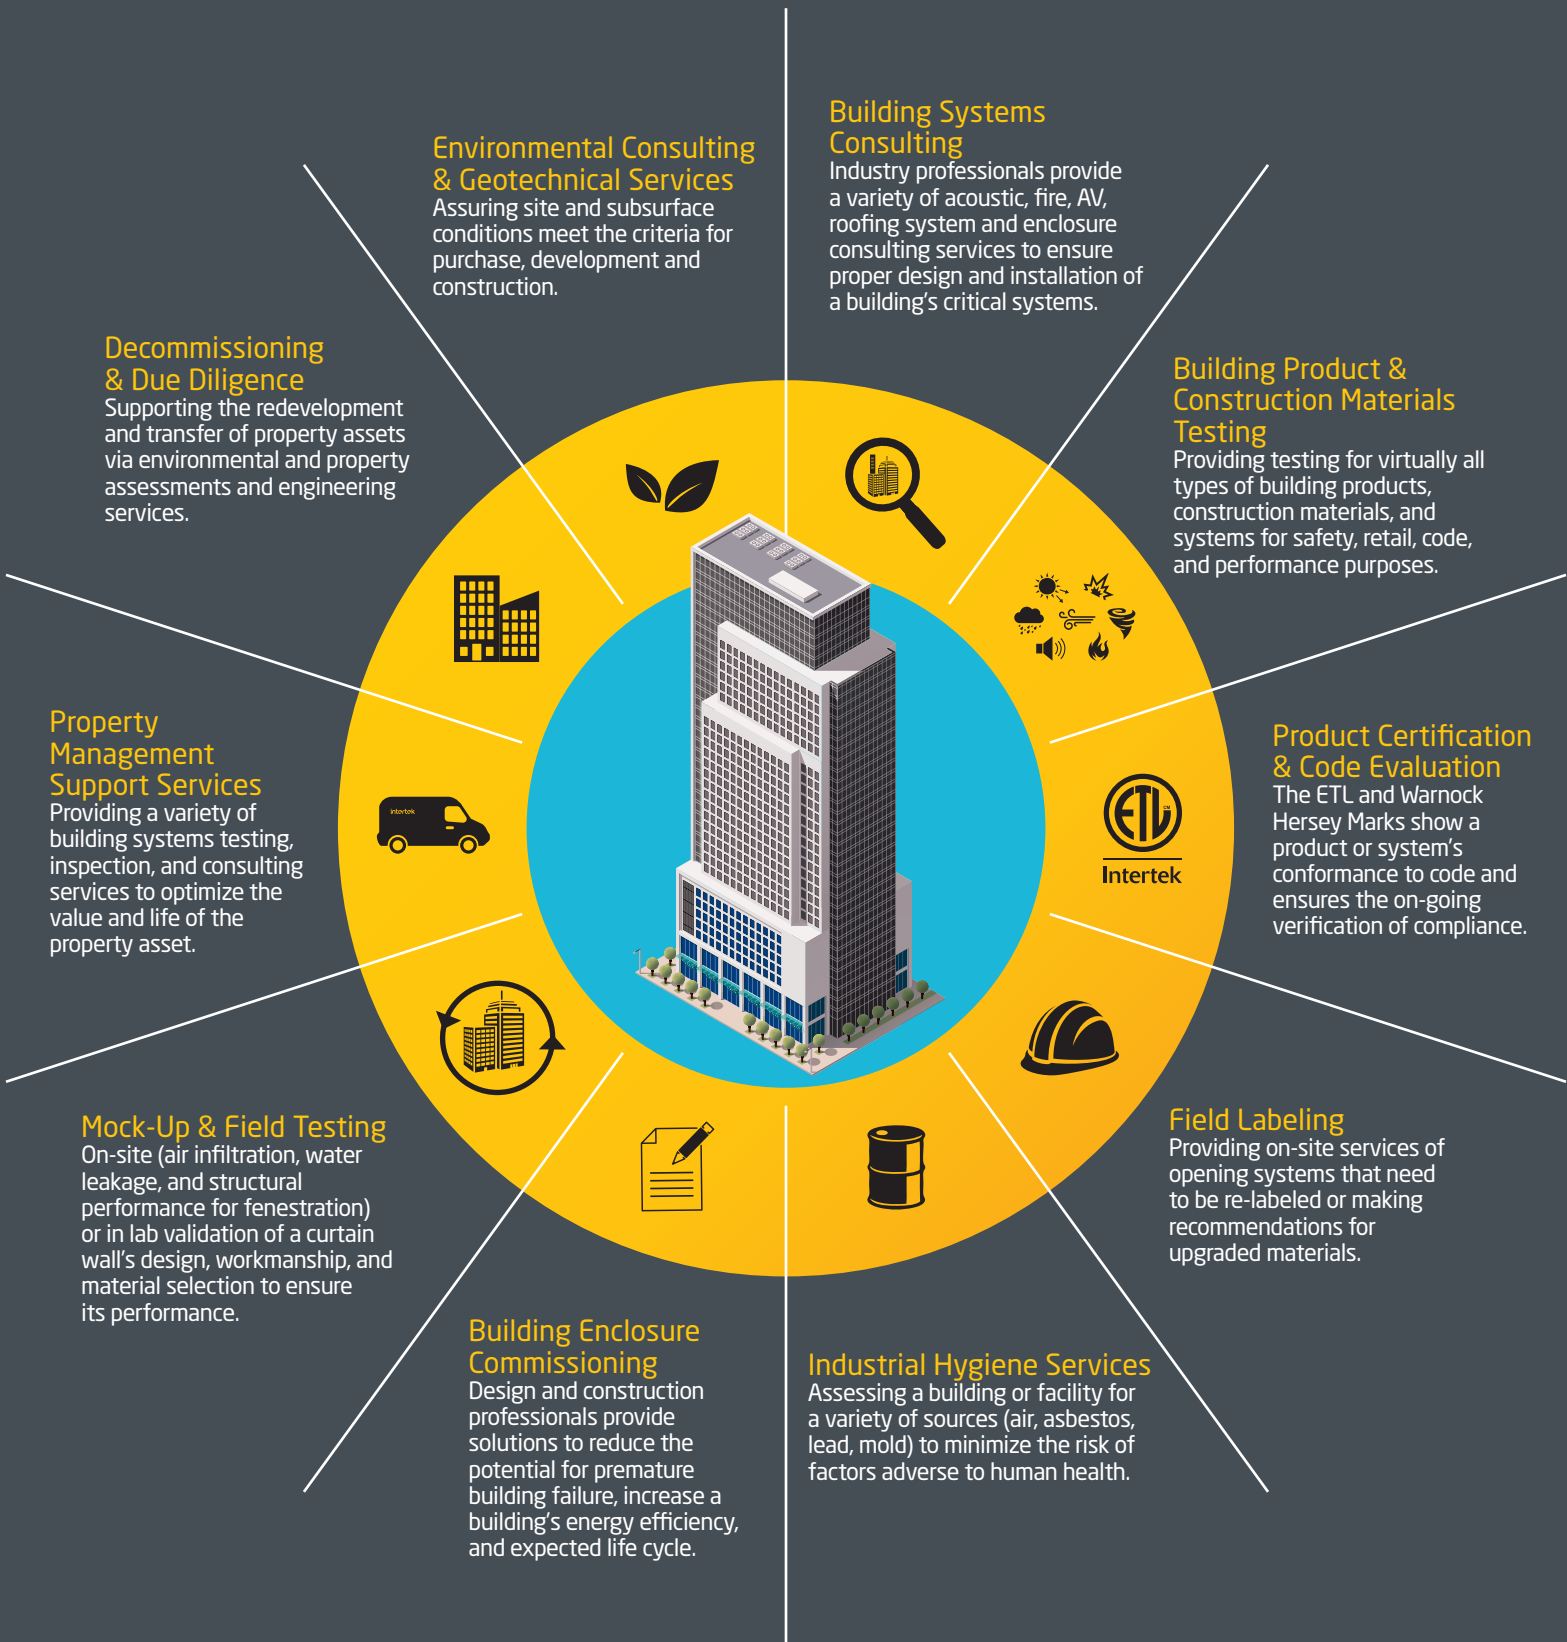 Environmental Consulting
& Geotechnical Services
Assuring site and subsurface
conditions meet the criteria for
purchase, development and
construction.
Building Systems
Consulting
Industry professionals provide
a variety of acoustic, fire, AV,
roofing system and enclosure
consulting services to ensure
proper design and installation of
a building's critical systems.
Decommissioning
& Due Diligence
Supporting the redevelopment
and transfer of property assets
via environmental and property
assessments and engineering
services.
Building Product &
Construction Materials
Testing
Providing testing for virtually all
types of building products,
construction materials, and
systems for safety, retail, code,
and performance purposes.
Property
Management
Support Services
Providing a variety of
building systems testing,
inspection, and consulting
services to optimize the
value and life of the
property asset.
intertek
ETL
CM
Intertek
Product Certification
& Code Evaluation
The ETL and Warnock
Hersey Marks show a
product or system's
conformance to code and
ensures the on-going
verification of compliance.
Mock-Up & Field Testing
On-site (air infiltration, water
leakage, and structural
performance for fenestration)
or in lab validation of a curtain
wall's design, workmanship, and
material selection to ensure
its performance.
Field Labeling
Providing on-site services of
opening systems that need
to be re-labeled or making
recommendations for
upgraded materials.
Building Enclosure
Commissioning
Design and construction
professionals provide
solutions to reduce the
potential for premature
building failure, increase a
building's energy efficiency,
and expected life cycle.
Industrial Hygiene Services
Assessing a building or facility for
a variety of sources (air, asbestos,
lead, mold) to minimize the risk of
factors adverse to human health.